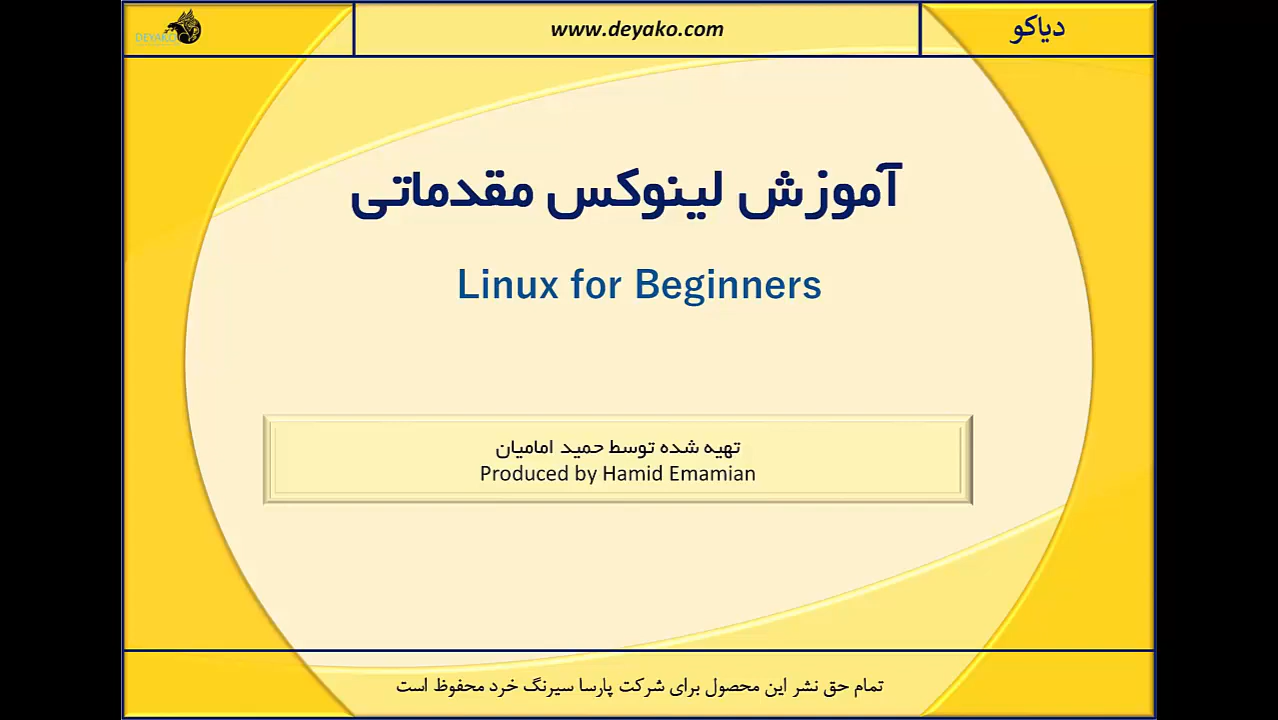 DEYAKO
www.deyako.com
دیاکو
آموزش لینوکس مقدماتی
Linux for Beginners
تهیه شده توسط حمید امامیان
Produced by Hamid Emamian
تمام حق نشر این محصول برای شرکت پارسا سیرنگ خرد محفوظ است